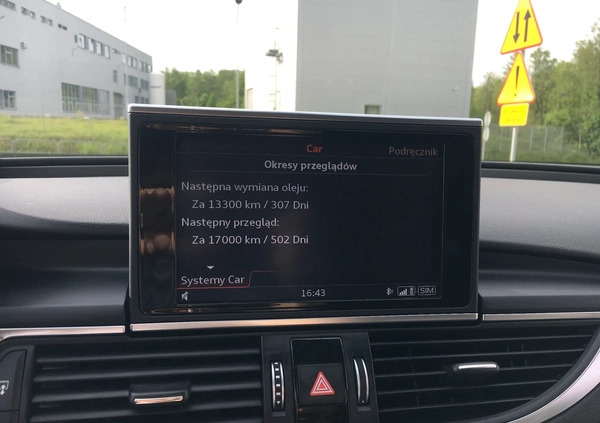 Car
Podręcznik
Okresy przeglądów
Następna wymiana oleju:
Za 13300 km / 307 Dni
Następny przegląd:
Za 17000 km / 502 Dni
Systemy Car
16:43
SIM